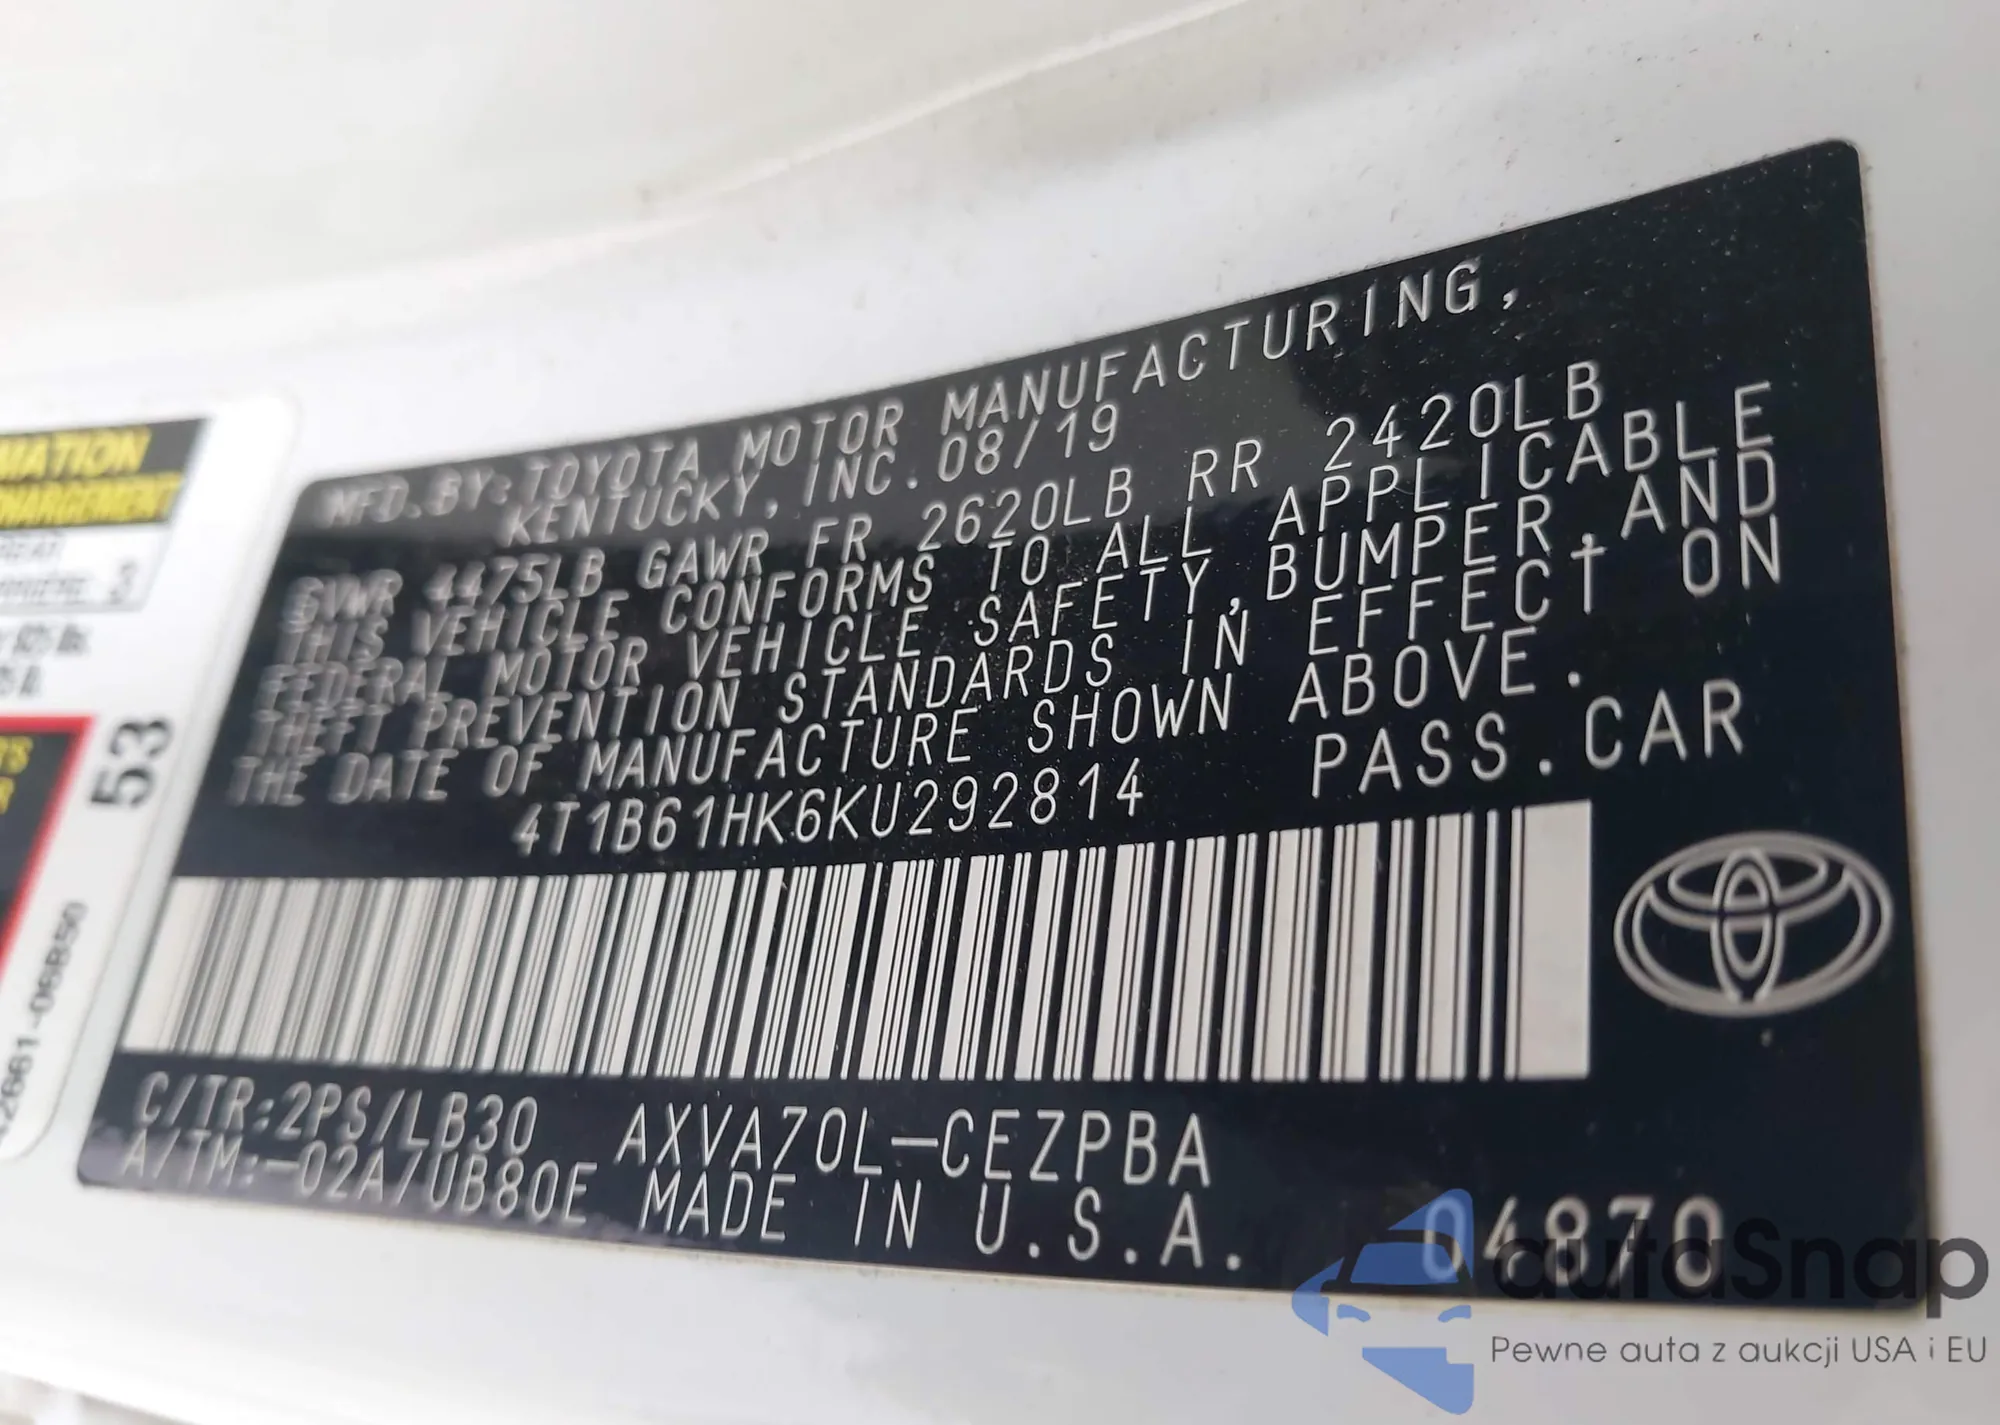 MFD.BY:TOYOTA MOTOR MANUFACTURING,
KENTUCKY, INC. 08/19
GVWR 4475LB GAWR FR 2620LB RR 2420LB
THIS VEHICLE CONFORMS TO ALL APPLICABLE
FEDERAL MOTOR VEHICLE SAFETY,BUMPER,AND
THEFT PREVENTION STANDARDS IN EFFECT ON
THE DATE OF MANUFACTURE SHOWN ABOVE.
4T1B61HK6KU292814 PASS.CAR
C/TR:2PS/LB30 AXVA70L-CEZPBA
A/TM:-02A/UB80E MADE IN U.S.A. 04870
53
autaSnap
Pewne auta z aukcji USA i EU